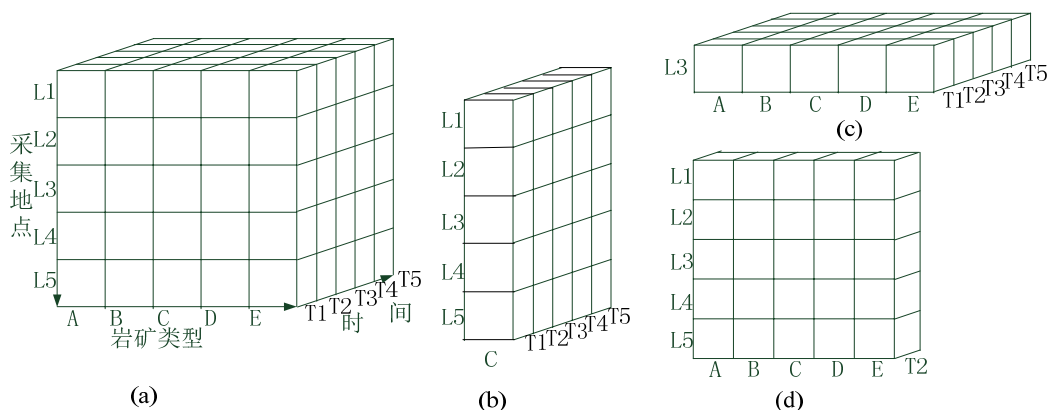 L1
L2
L3
L4
L5
采集地点
A B C D E
岩矿类型
T1 T2 T3 T4 T5
时间
(a)
L1
L2
L3
L4
L5
C
T1 T2 T3 T4 T5
(b)
L3
A B C D E
T1 T2 T3 T4 T5
(c)
L1
L2
L3
L4
L5
A B C D E T2
(d)